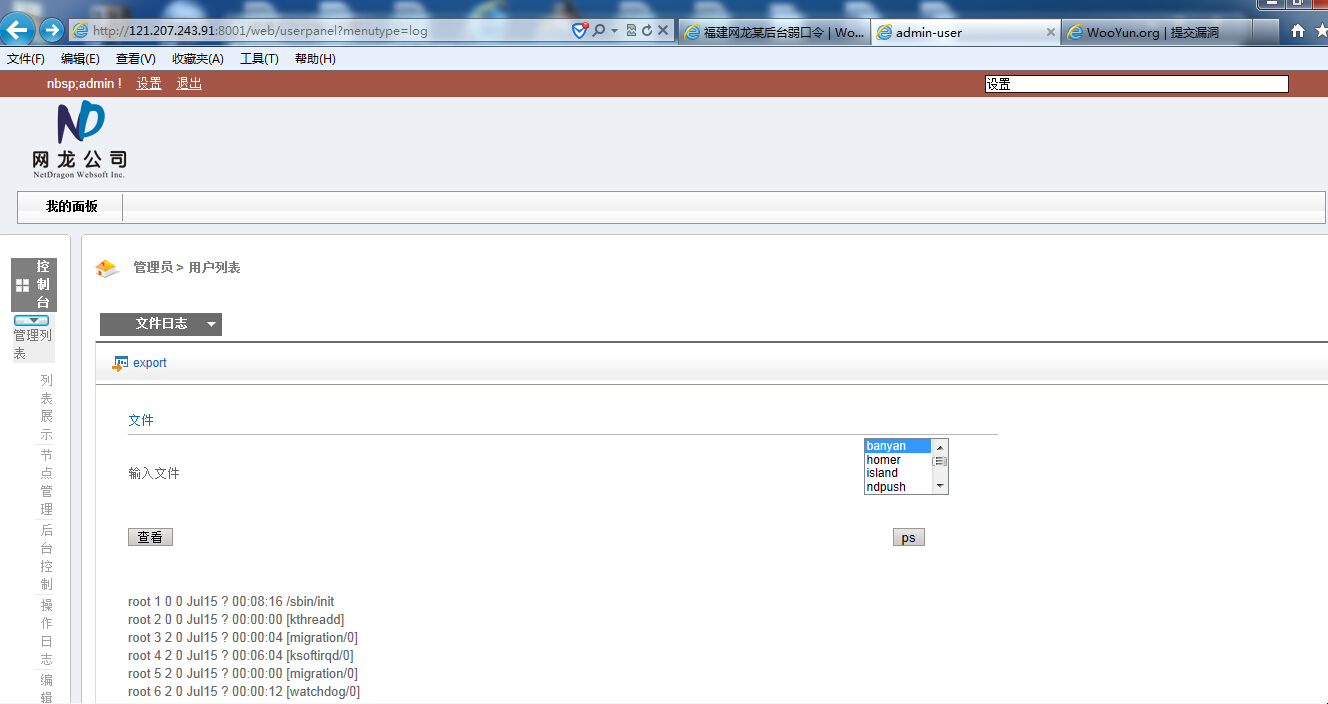 http://121.207.243.91:8001/web/userpanel?menutype=log
福建网龙某后台弱口令 | Wo...
admin-user
WooYun.org | 提交漏洞
文件(F) 编辑(E) 查看(V) 收藏夹(A) 工具(T) 帮助(H)
nbsp;admin ! 设置 退出
设置
ND
网龙公司
NetDragon Websoft Inc.
我的面板
控制台
管理列表
列表展示
节点管理
后台控制
操作日志
编辑
管理员 > 用户列表
文件日志
export
文件
输入文件
banyan
homer
island
ndpush
查看
ps
root 1 0 0 Jul15 ? 00:08:16 /sbin/init
root 2 0 0 Jul15 ? 00:00:00 [kthreadd]
root 3 2 0 Jul15 ? 00:00:04 [migration/0]
root 4 2 0 Jul15 ? 00:06:04 [ksoftirqd/0]
root 5 2 0 Jul15 ? 00:00:00 [migration/0]
root 6 2 0 Jul15 ? 00:00:12 [watchdog/0]